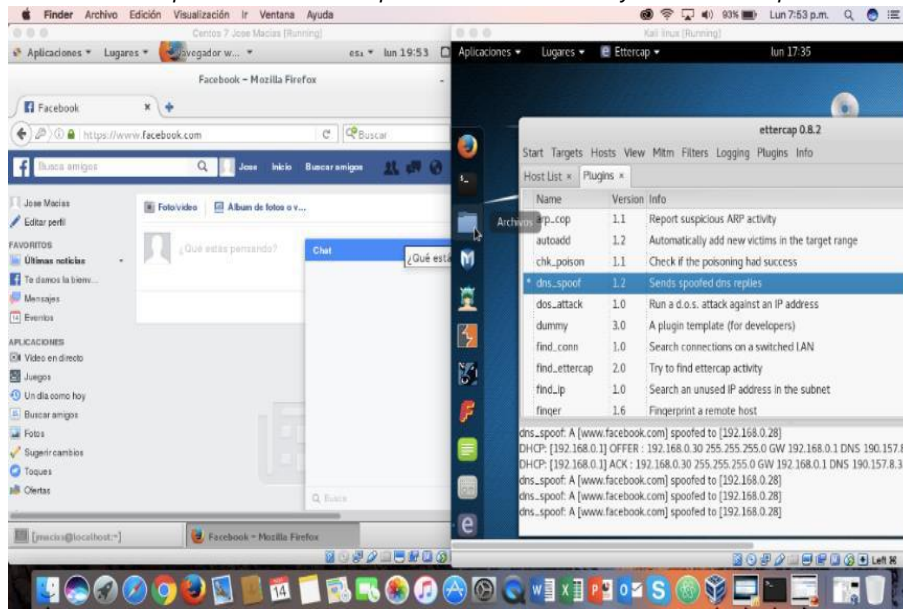 Finder Archivo Edición Visualización Ir Ventana Ayuda
93% Lun 7:53 p.m.
Centos 7 Jose Macias [Running]
Aplicaciones Lugares avegador w... es₁ lun 19:53
Facebook - Mozilla Firefox
Facebook
https://www.facebook.com
Buscar
Busca amigos
Jose Inicio Buscar amigos
Jose Macias
Editar perfil
FAVORITOS
Últimas noticias
Te damos la bienv...
Mensajes
14 Eventos
APLICACIONES
Video en directo
Juegos
Un día como hoy
Buscar amigos
Fotos
Sugerir cambios
Toques
Ofertas
Foto/video Álbum de fotos o v...
¿Qué estás pensando?
Chat
¿Qué está
[jmacias@localhost:~]
Facebook - Mozilla Firefox
Kali linux [Running]
Aplicaciones Lugares Ettercap lun 17:35
Archivos
ettercap 0.8.2
Start Targets Hosts View Mitm Filters Logging Plugins Info
Host List × Plugins ×
Name Version Info
arp_cop 1.1 Report suspicious ARP activity
autoadd 1.2 Automatically add new victims in the target range
chk_poison 1.1 Check if the poisoning had success
* dns_spoof 1.2 Sends spoofed dns replies
dos_attack 1.0 Run a d.o.s. attack against an IP address
dummy 3.0 A plugin template (for developers)
find_conn 1.0 Search connections on a switched LAN
find_ettercap 2.0 Try to find ettercap activity
find_ip 1.0 Search an unused IP address in the subnet
finger 1.6 Fingerprint a remote host
dns_spoof: A [www.facebook.com] spoofed to [192.168.0.28]
DHCP: [192.168.0.1] OFFER : 192.168.0.30 255.255.255.0 GW 192.168.0.1 DNS 190.157.8
DHCP: [192.168.0.1] ACK : 192.168.0.30 255.255.255.0 GW 192.168.0.1 DNS 190.157.8.3
dns_spoof: A [www.facebook.com] spoofed to [192.168.0.28]
dns_spoof: A [www.facebook.com] spoofed to [192.168.0.28]
dns_spoof: A [www.facebook.com] spoofed to [192.168.0.28]
Left ⌘
14